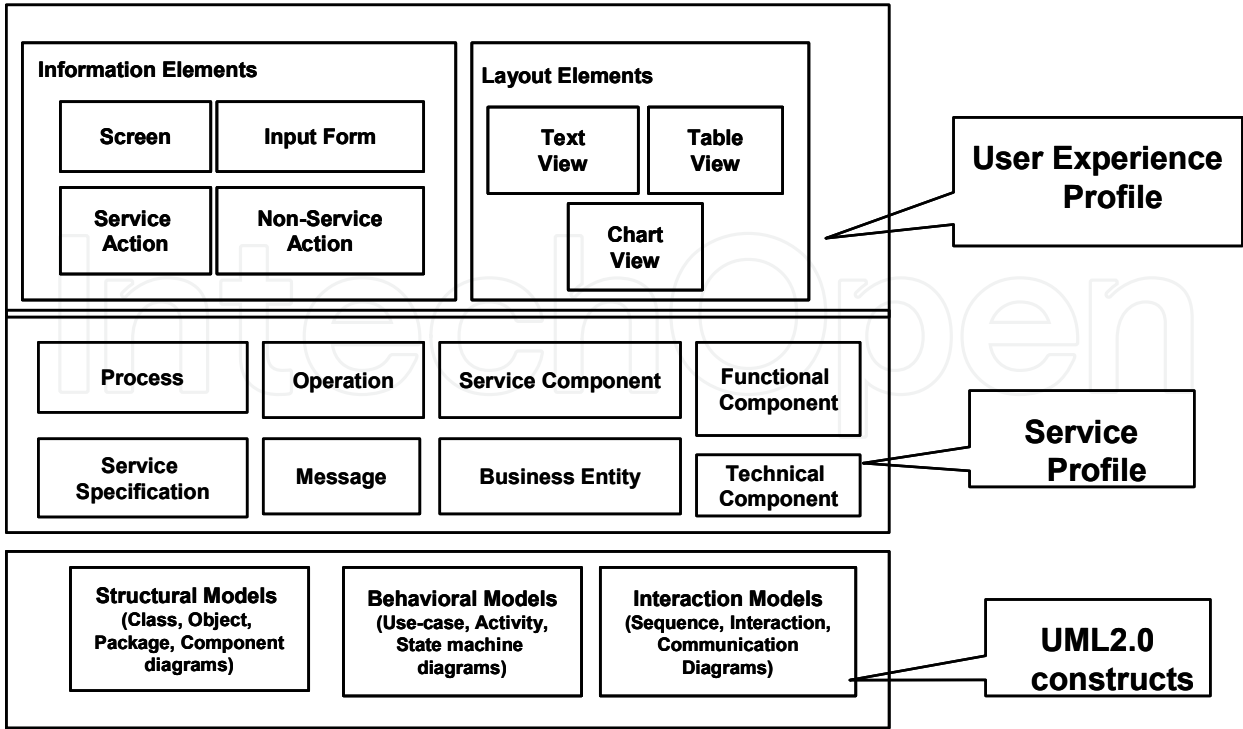 Information Elements
Screen
Input Form
Service
Action
Non-Service
Action
Layout Elements
Text
View
Table
View
Chart
View
User Experience
Profile
Process
Operation
Service Component
Functional
Component
Service
Specification
Message
Business Entity
Technical
Component
Service
Profile
Structural Models
(Class, Object,
Package, Component
diagrams)
Behavioral Models
(Use-case, Activity,
State machine
diagrams)
Interaction Models
(Sequence, Interaction,
Communication
Diagrams)
UML2.0
constructs
IntechOpen